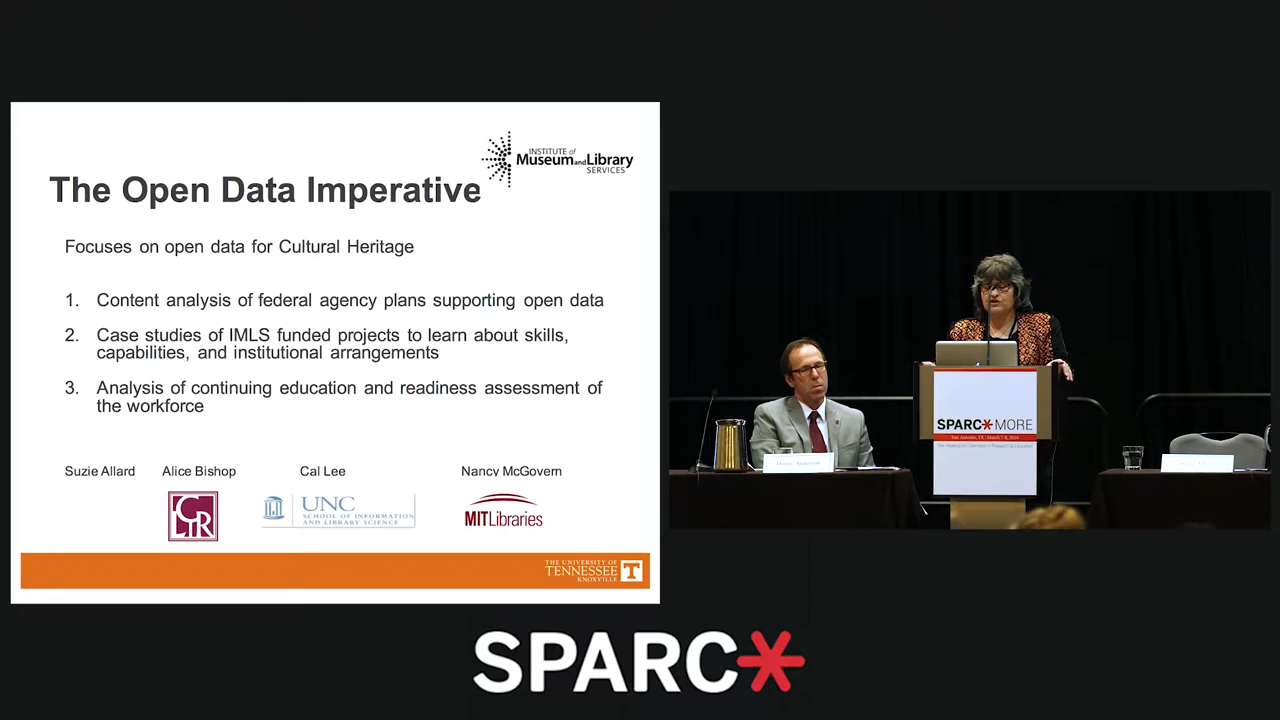 INSTITUTE of
Museum and Library
SERVICES
The Open Data Imperative
Focuses on open data for Cultural Heritage
1. Content analysis of federal agency plans supporting open data
2. Case studies of IMLS funded projects to learn about skills,
capabilities, and institutional arrangements
3. Analysis of continuing education and readiness assessment of
the workforce
Suzie Allard Alice Bishop Cal Lee Nancy McGovern
CLIR
UNC
SCHOOL OF INFORMATION
AND LIBRARY SCIENCE
MITLibraries
THE UNIVERSITY OF
TENNESSEE
KNOXVILLE
T
SPARC*MORE
San Antonio, TX | March 7-8, 2016
SPARC*